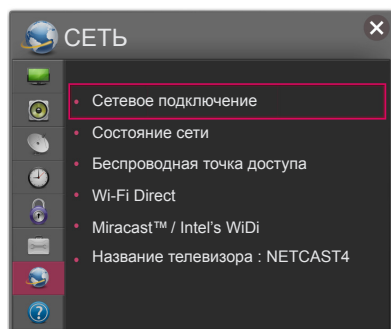 СЕТЬ
Сетевое подключение
Состояние сети
Беспроводная точка доступа
Wi-Fi Direct
Miracast™ / Intel's WiDi
Название телевизора : NETCAST4